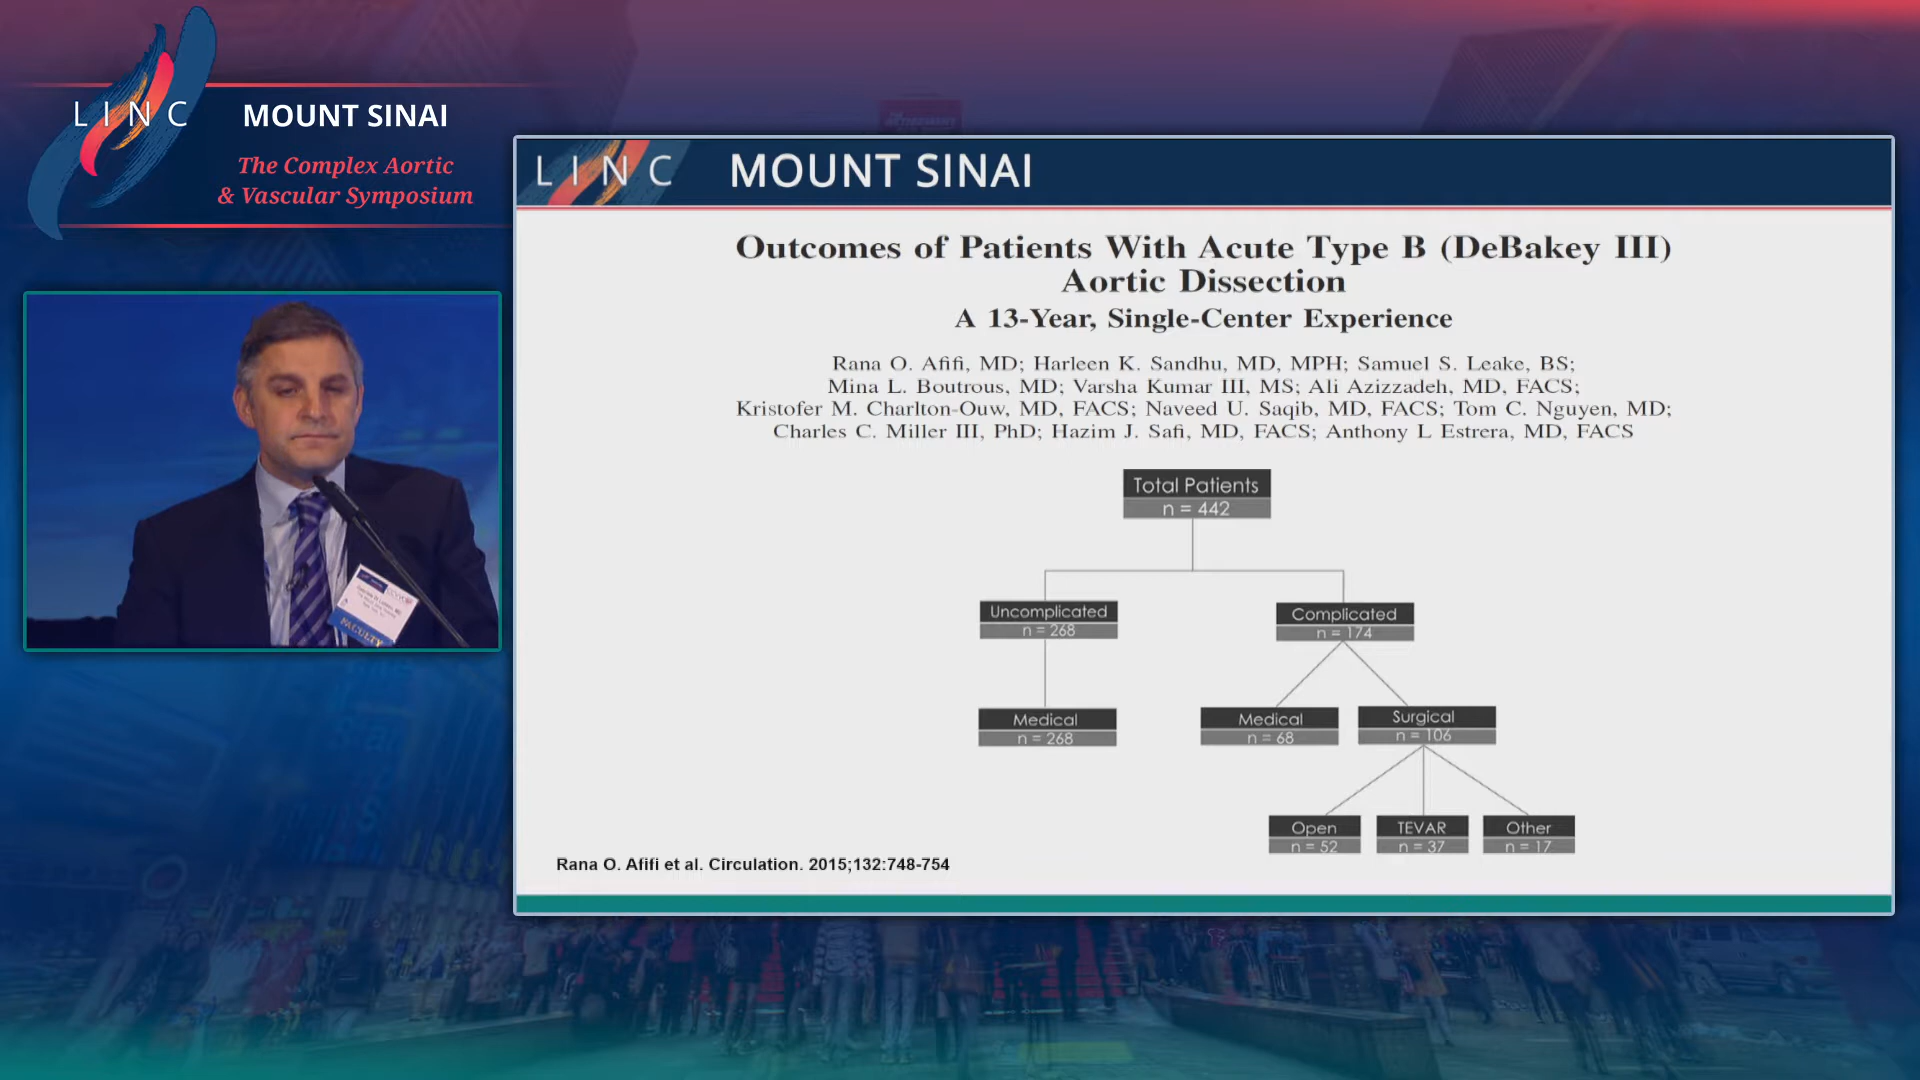 LINC
MOUNT SINAI
The Complex Aortic
& Vascular Symposium
FACULTY
LINC MOUNT SINAI
Outcomes of Patients With Acute Type B (DeBakey III)
Aortic Dissection
A 13-Year, Single-Center Experience
Rana O. Afifi, MD; Harleen K. Sandhu, MD, MPH; Samuel S. Leake, BS;
Mina L. Boutrous, MD; Varsha Kumar III, MS; Ali Azizzadeh, MD, FACS;
Kristofer M. Charlton-Ouw, MD, FACS; Naveed U. Saqib, MD, FACS; Tom C. Nguyen, MD;
Charles C. Miller III, PhD; Hazim J. Safi, MD, FACS; Anthony L Estrera, MD, FACS
Total Patients
n = 442
Uncomplicated
n = 268
Complicated
n = 174
Medical
n = 268
Medical
n = 68
Surgical
n = 106
Open
n = 52
TEVAR
n = 37
Other
n = 17
Rana O. Afifi et al. Circulation. 2015;132:748-754